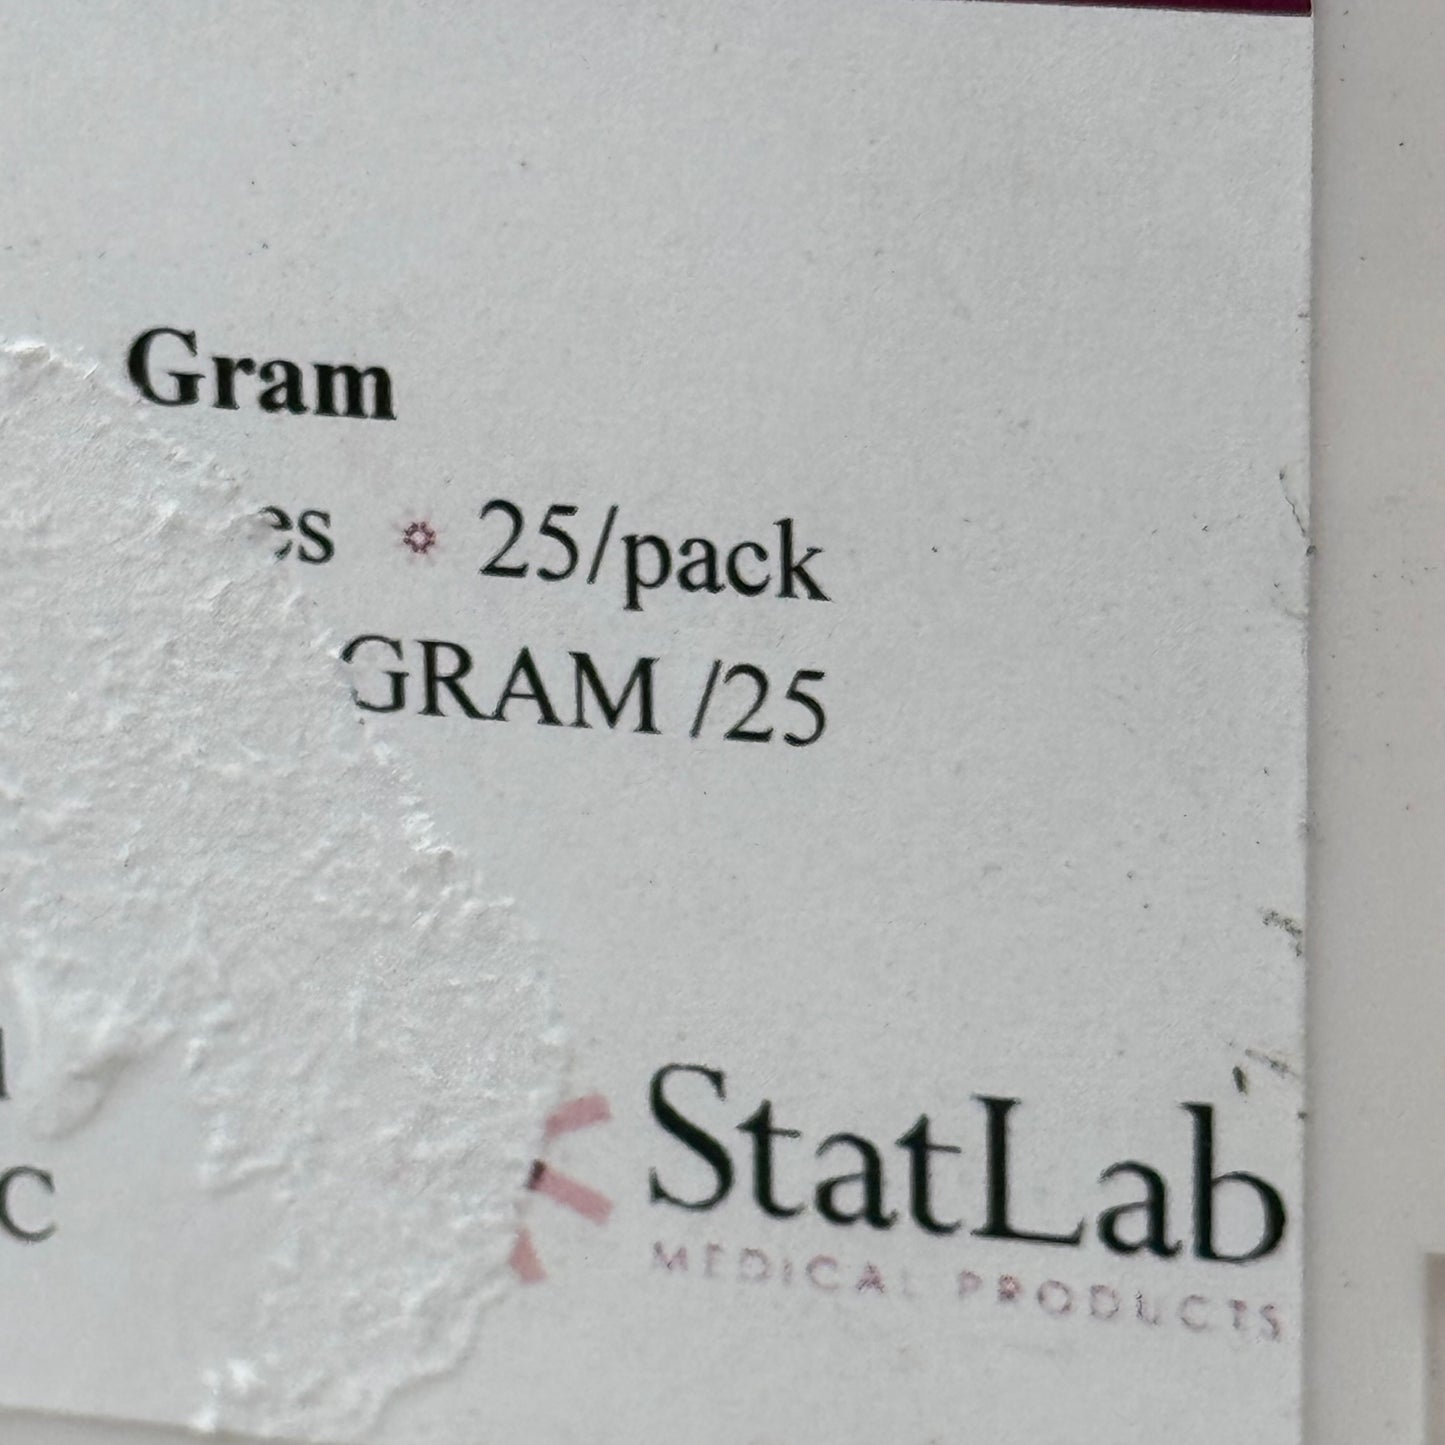 Gram
es 25/pack
GRAM /25
C
StatLab
MEDICAL PRODUCTS